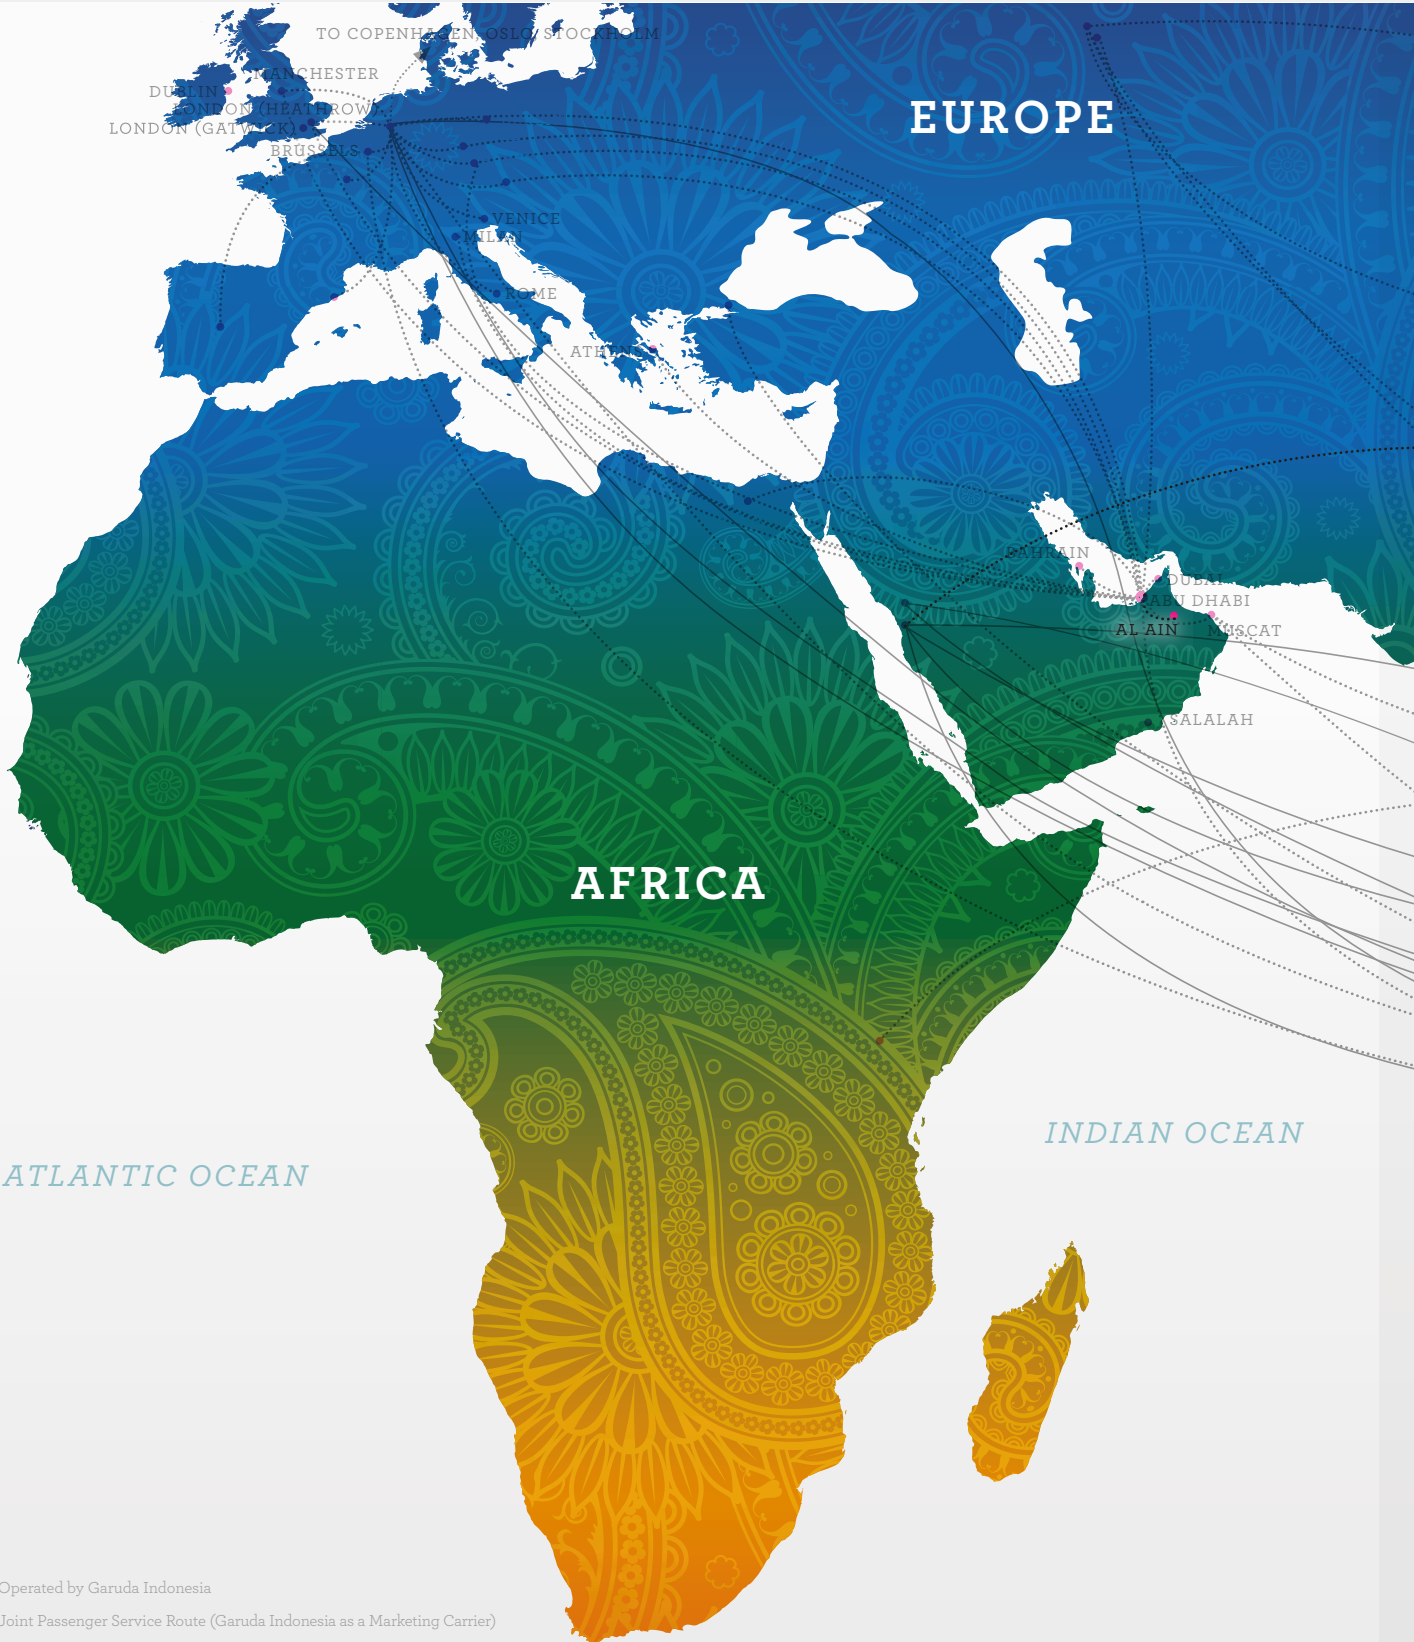 TO COPENHAGEN, OSLO, STOCKHOLM
MANCHESTER
DUBLIN
LONDON (HEATHROW)
LONDON (GATWICK)
BRUSSELS
EUROPE
VENICE
MILAN
ROME
ATHENS
BAHRAIN
DUBAI
ABU DHABI
AL AIN
MUSCAT
SALALAH
AFRICA
INDIAN OCEAN
ATLANTIC OCEAN
Operated by Garuda Indonesia
Joint Passenger Service Route (Garuda Indonesia as a Marketing Carrier)